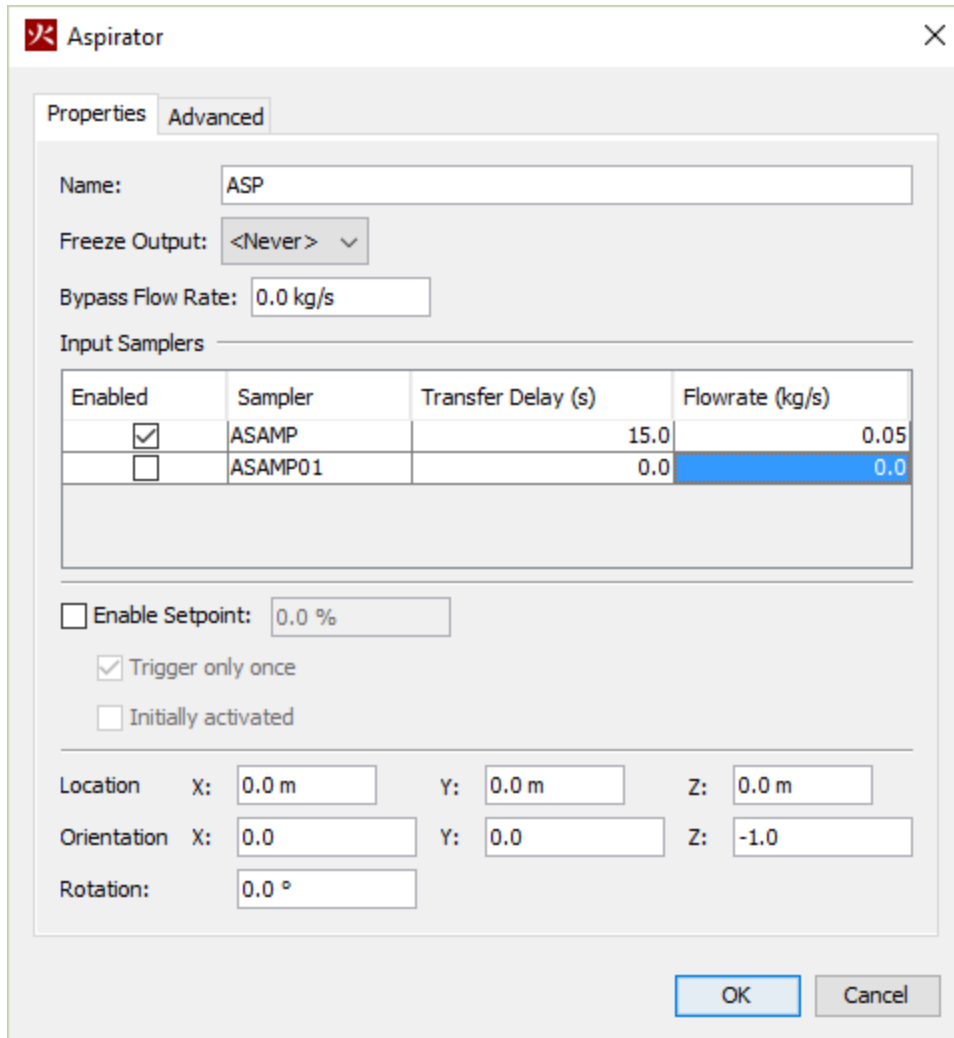 火 Aspirator
Properties Advanced
Name: ASP
Freeze Output: <Never>
Bypass Flow Rate: 0.0 kg/s
Input Samplers
Enabled Sampler Transfer Delay (s) Flowrate (kg/s)
ASAMP 15.0 0.05
ASAMP01 0.0 0.0
Enable Setpoint: 0.0 %
Trigger only once
Initially activated
Location X: 0.0 m Y: 0.0 m Z: 0.0 m
Orientation X: 0.0 Y: 0.0 Z: -1.0
Rotation: 0.0 °
OK Cancel